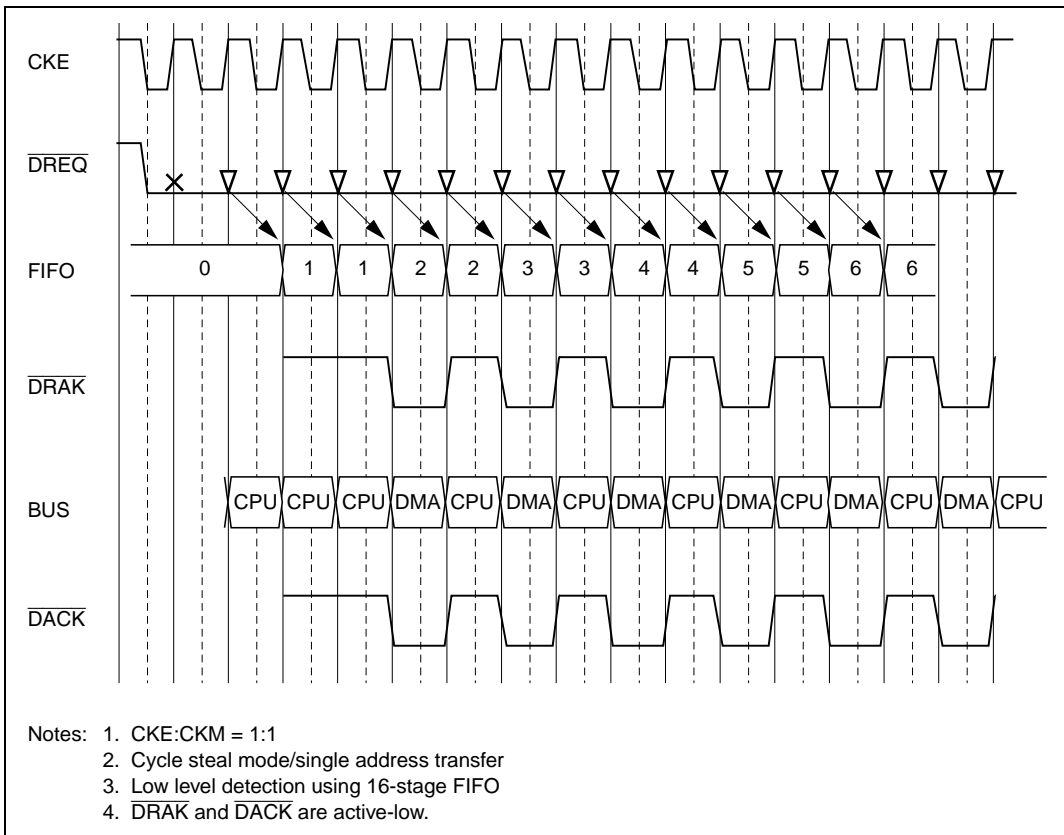 CKE
DREQ
FIFO 0 1 1 2 2 3 3 4 4 5 5 6 6
DRAK
BUS CPU CPU CPU DMA CPU DMA CPU DMA CPU DMA CPU DMA CPU DMA CPU
DACK
Notes: 1. CKE:CKM = 1:1
2. Cycle steal mode/single address transfer
3. Low level detection using 16-stage FIFO
4. DRAK and DACK are active-low.